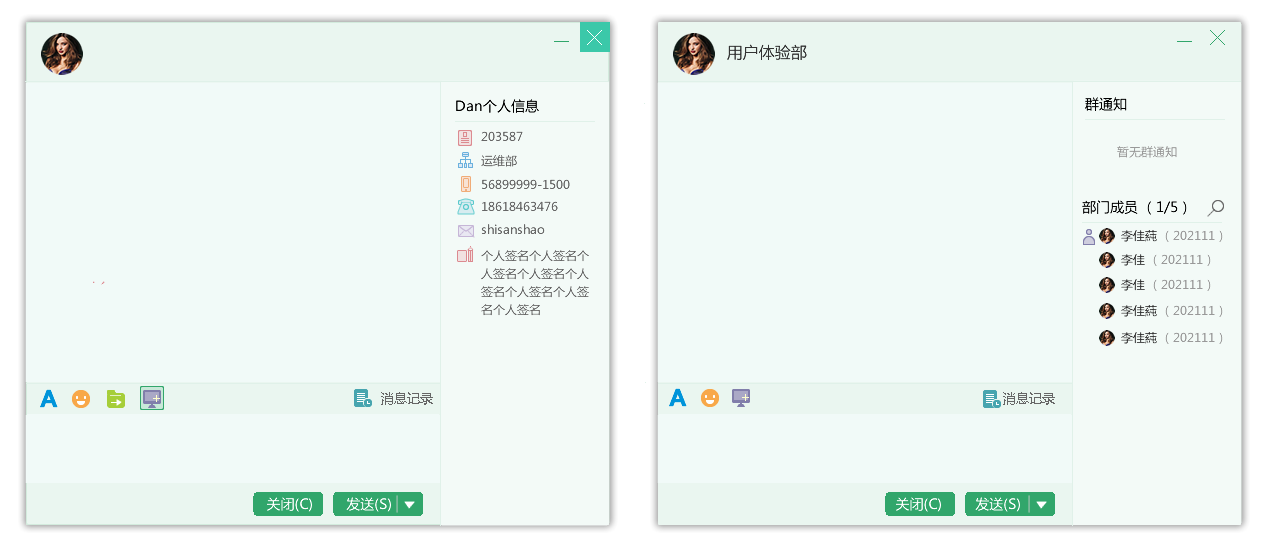 Dan个人信息
203587
运维部
56899999-1500
18618463476
shisanshao
个人签名个人签名个
人签名个人签名个人
签名个人签名个人签
名个人签名
A
消息记录
关闭(C)
发送(S)
用户体验部
群通知
暂无群通知
部门成员（1/5）
李佳蒓（202111）
李佳（202111）
李佳（202111）
李佳蒓（202111）
李佳蒓（202111）
A
消息记录
关闭(C)
发送(S)